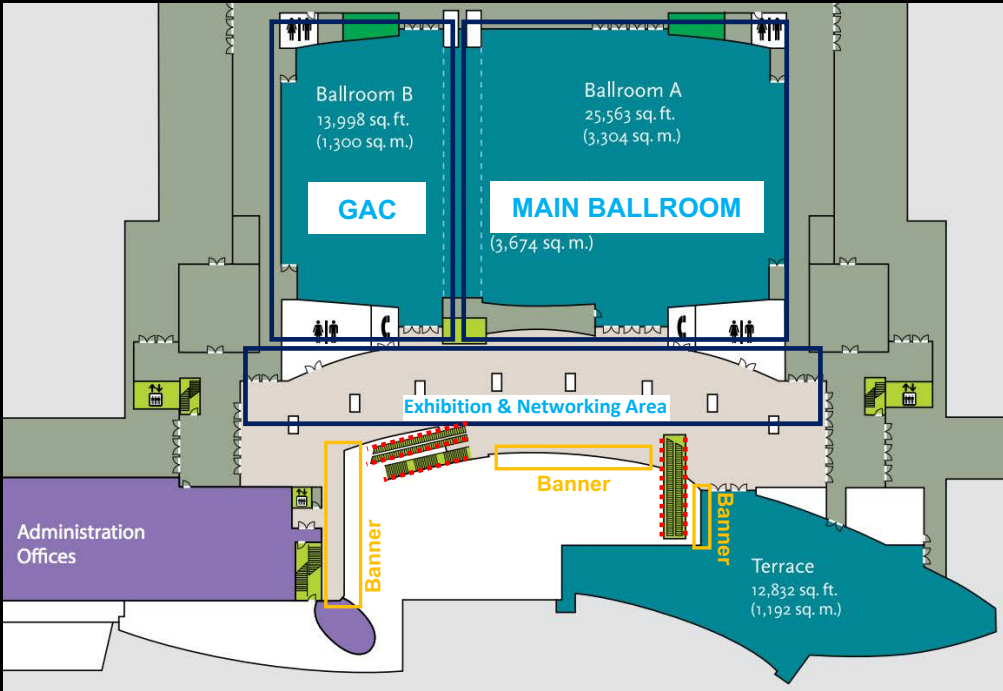 Ballroom B
13,998 sq. ft.
(1,300 sq. m.)
GAC
Ballroom A
25,563 sq. ft.
(3,304 sq. m.)
MAIN BALLROOM
(3,674 sq. m.)
Exhibition & Networking Area
Banner
Banner
Banner
Administration
Offices
Terrace
12,832 sq. ft.
(1,192 sq. m.)